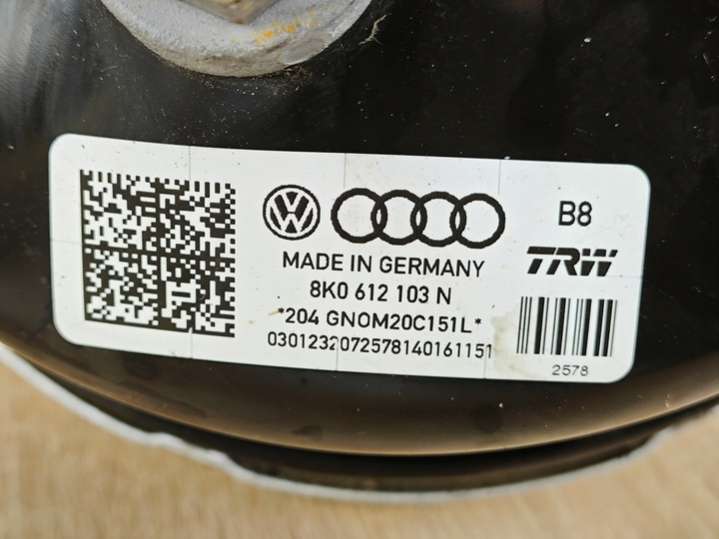 B8
MADE IN GERMANY
TRW
8K0 612 103 N
*204 GNOM20C151L*
0301232072578140161151
2578